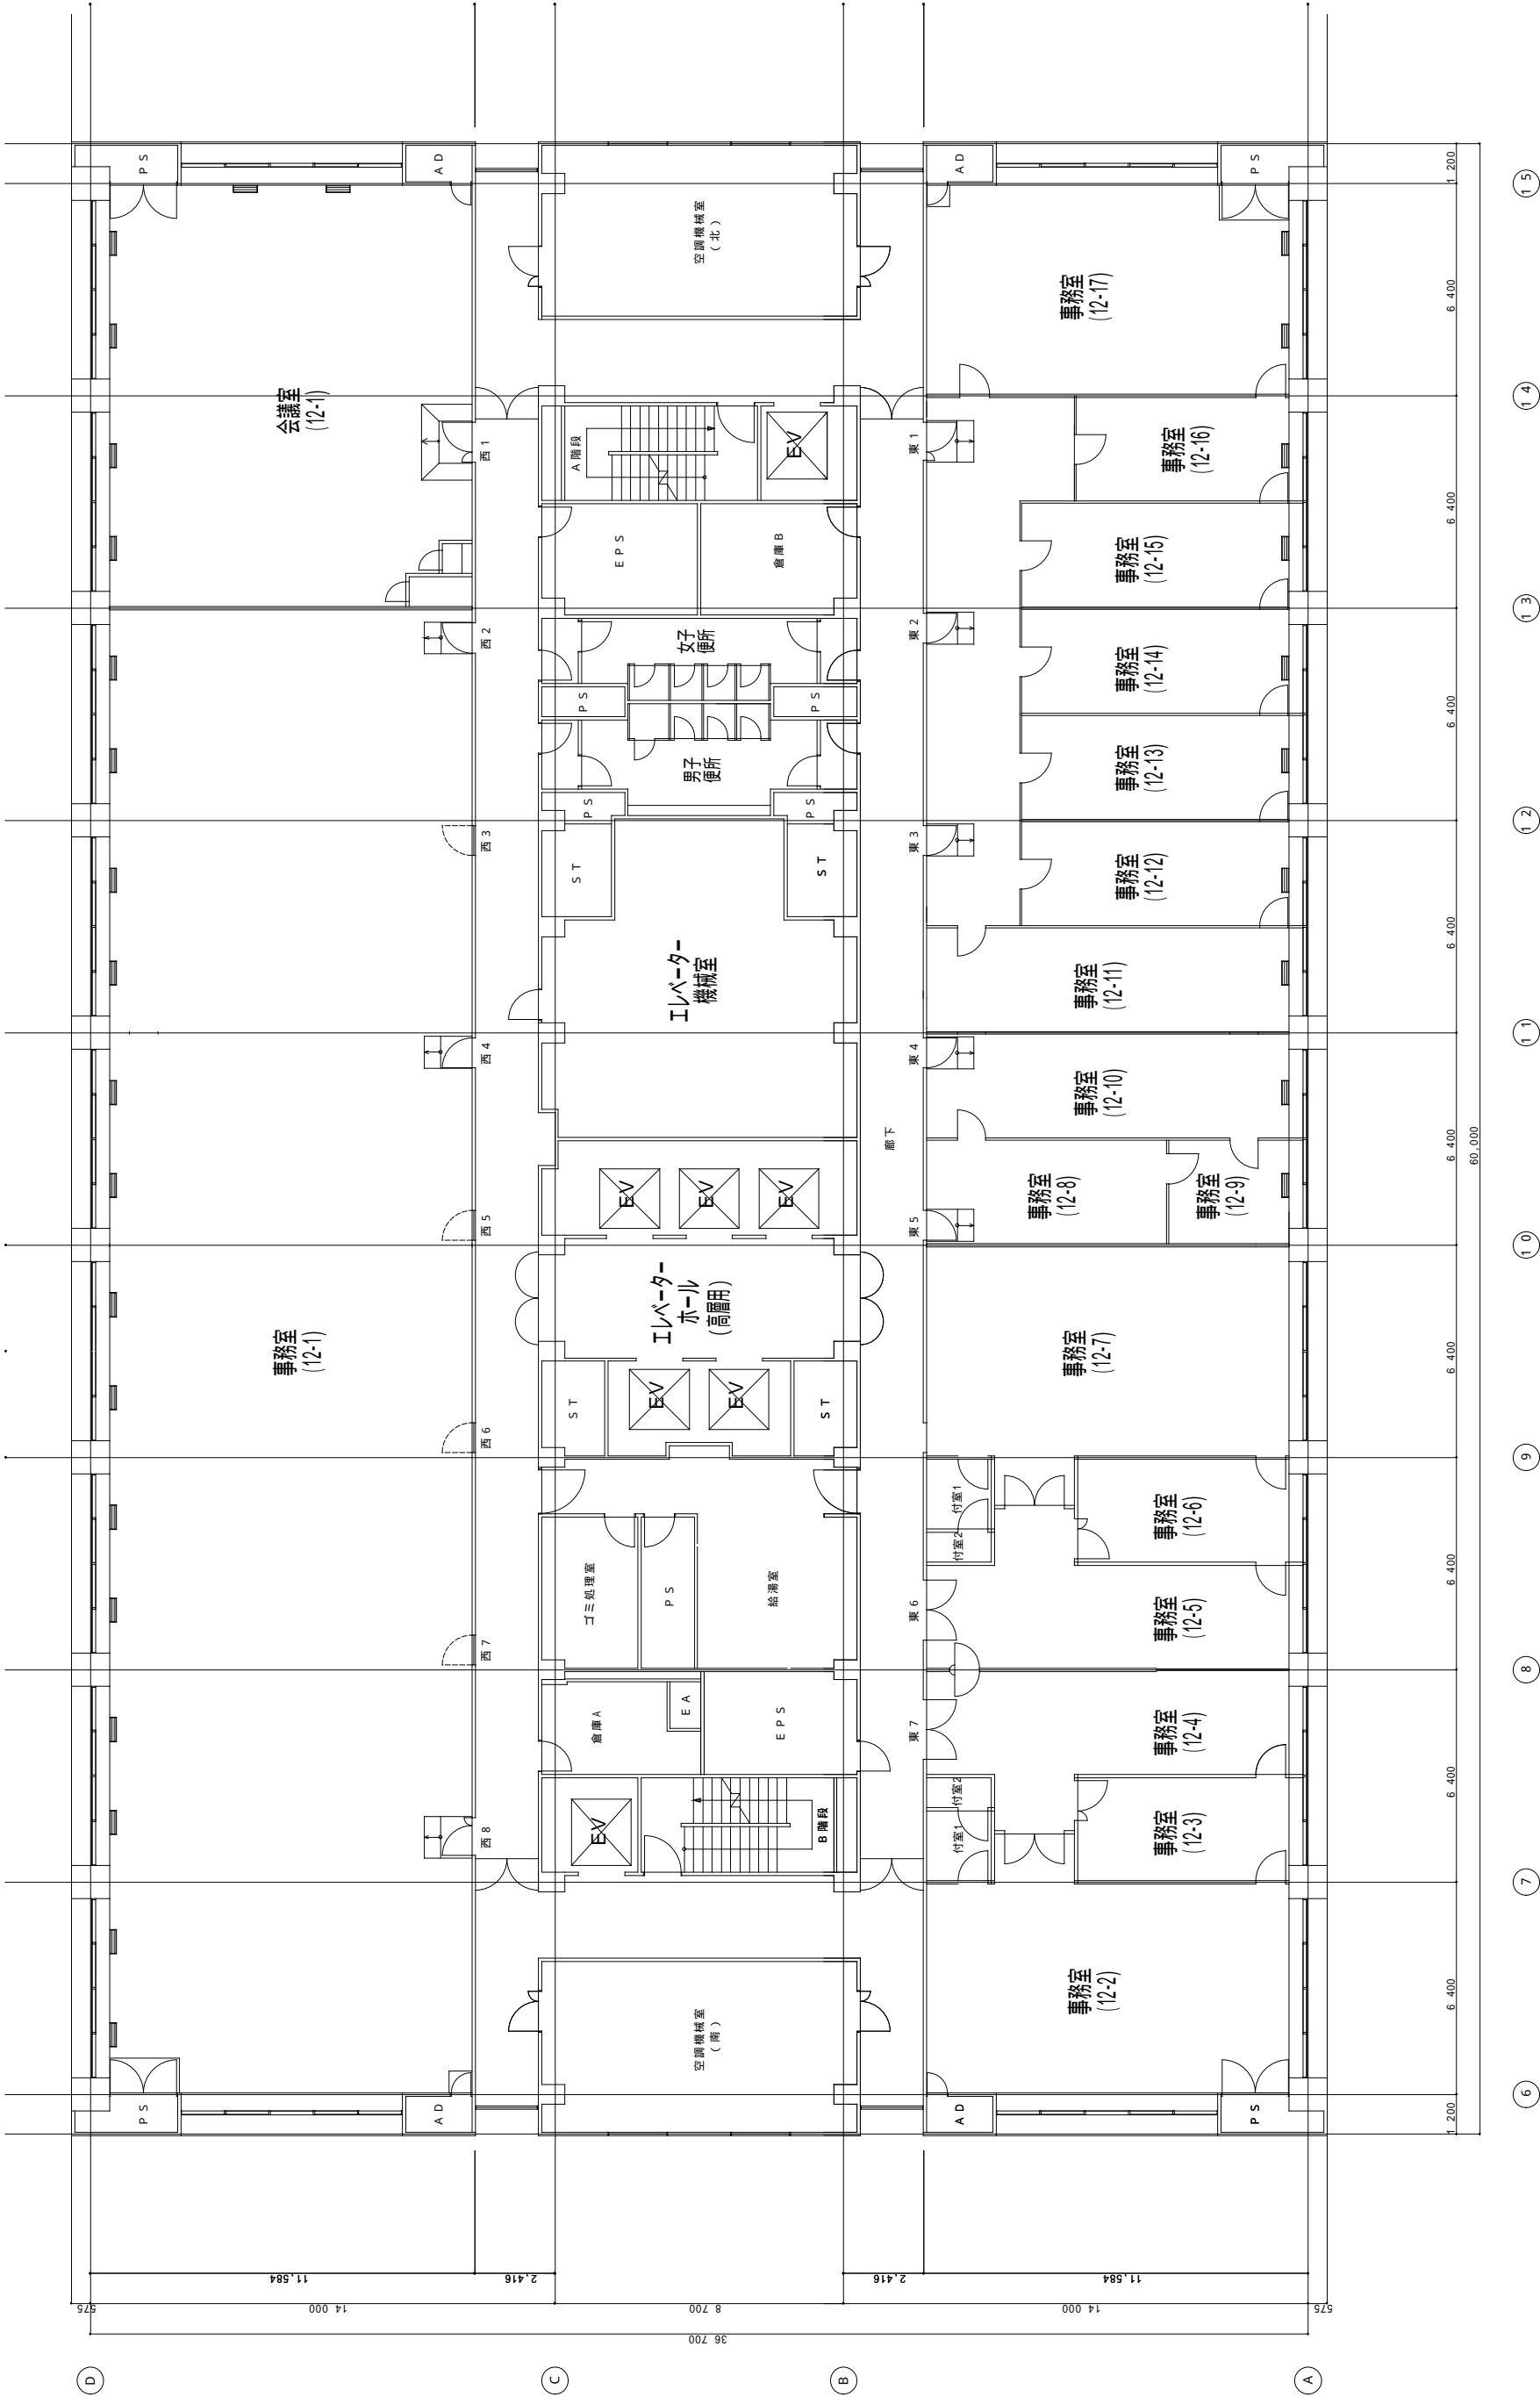 PS
AD
AD
PS
1 200
15
空調機械室
(北)
事務室
(12-17)
6 400
会議室
(12-1)
14
西1
A階段
EV
東1
事務室
(12-16)
6 400
EPS
倉庫B
事務室
(12-15)
13
西2
女子
便所
東2
事務室
(12-14)
PS
PS
6 400
男子
便所
事務室
(12-13)
PS
PS
12
西3
ST
ST
東3
事務室
(12-12)
6 400
エレベーター
機械室
事務室
(12-11)
11
西4
東4
事務室
(12-10)
廊下
6 400
60,000
EV
EV
EV
事務室
(12-8)
事務室
(12-9)
西5
東5
10
エレベーター
ホール
(高層用)
事務室
(12-1)
事務室
(12-7)
6 400
ST
EV
EV
ST
西6
9
付室1
付室2
事務室
(12-6)
6 400
ゴミ処理室
PS
給湯室
東6
事務室
(12-5)
西7
8
倉庫A
EA
EPS
東7
事務室
(12-4)
6 400
付室2
付室1
西8
EV
B階段
事務室
(12-3)
7
事務室
(12-2)
6 400
空調機械室
(南)
6
PS
AD
AD
PS
1 200
11,584
2,416
2,416
11,584
575
14 000
8 700
14 000
575
36 700
D
C
B
A